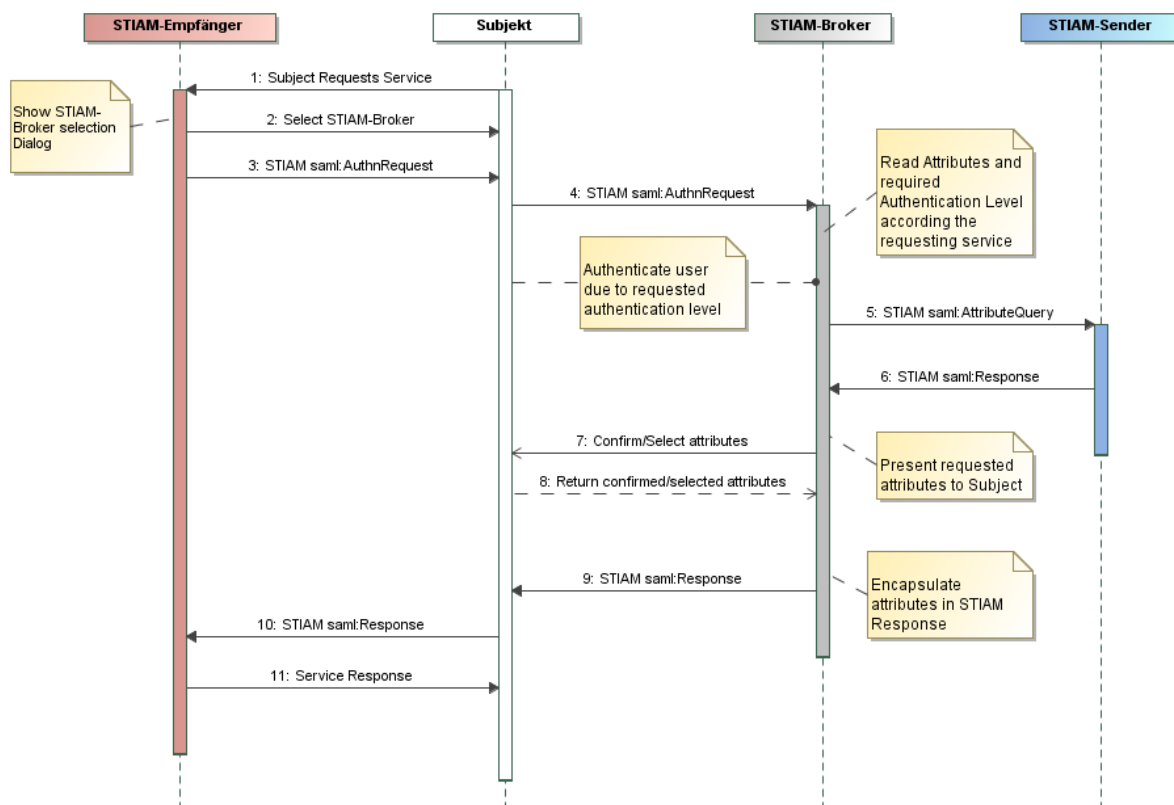 STIAM-Empfänger
Subjekt
STIAM-Broker
STIAM-Sender
1: Subject Requests Service
Show STIAM-
Broker selection
Dialog
2: Select STIAM-Broker
3: STIAM saml:AuthnRequest
Read Attributes and
required
Authentication Level
according the
requesting service
4: STIAM saml:AuthnRequest
Authenticate user
due to requested
authentication level
5: STIAM saml:AttributeQuery
6: STIAM saml:Response
7: Confirm/Select attributes
Present requested
attributes to Subject
8: Return confirmed/selected attributes
9: STIAM saml:Response
Encapsulate
attributes in STIAM
Response
10: STIAM saml:Response
11: Service Response